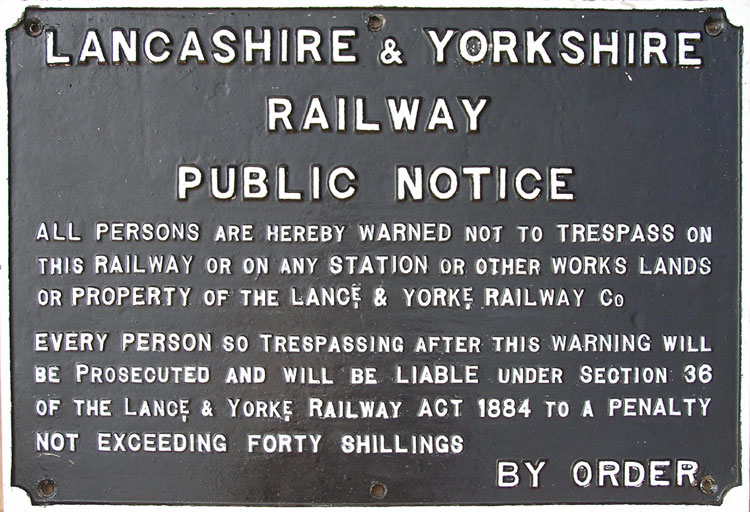 LANCASHIRE & YORKSHIRE
RAILWAY
PUBLIC NOTICE
ALL PERSONS ARE HEREBY WARNED NOT TO TRESPASS ON
THIS RAILWAY OR ON ANY STATION OR OTHER WORKS LANDS
OR PROPERTY OF THE LANCE & YORKE RAILWAY Co
EVERY PERSON SO TRESPASSING AFTER THIS WARNING WILL
BE PROSECUTED AND WILL BE LIABLE UNDER SECTION 36
OF THE LANCE & YORKE RAILWAY ACT 1884 TO A PENALTY
NOT EXCEEDING FORTY SHILLINGS
BY ORDER